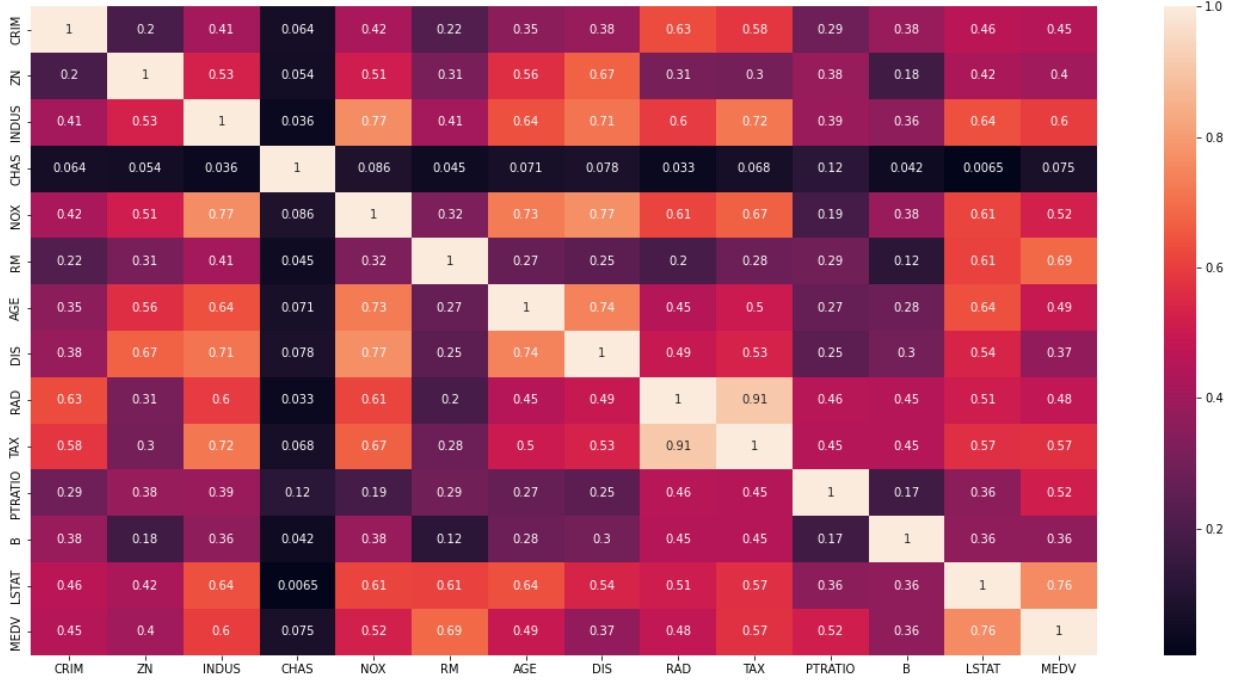 CRIM 1 0.2 0.41 0.064 0.42 0.22 0.35 0.38 0.63 0.58 0.29 0.38 0.46 0.45
ZN 0.2 1 0.53 0.054 0.51 0.31 0.56 0.67 0.31 0.3 0.38 0.18 0.42 0.4
INDUS 0.41 0.53 1 0.036 0.77 0.41 0.64 0.71 0.6 0.72 0.39 0.36 0.64 0.6
CHAS 0.064 0.054 0.036 1 0.086 0.045 0.071 0.078 0.033 0.068 0.12 0.042 0.0065 0.075
NOX 0.42 0.51 0.77 0.086 1 0.32 0.73 0.77 0.61 0.67 0.19 0.38 0.61 0.52
RM 0.22 0.31 0.41 0.045 0.32 1 0.27 0.25 0.2 0.28 0.29 0.12 0.61 0.69
AGE 0.35 0.56 0.64 0.071 0.73 0.27 1 0.74 0.45 0.5 0.27 0.28 0.64 0.49
DIS 0.38 0.67 0.71 0.078 0.77 0.25 0.74 1 0.49 0.53 0.25 0.3 0.54 0.37
RAD 0.63 0.31 0.6 0.033 0.61 0.2 0.45 0.49 1 0.91 0.46 0.45 0.51 0.48
TAX 0.58 0.3 0.72 0.068 0.67 0.28 0.5 0.53 0.91 1 0.45 0.45 0.57 0.57
PTRATIO 0.29 0.38 0.39 0.12 0.19 0.29 0.27 0.25 0.46 0.45 1 0.17 0.36 0.52
B 0.38 0.18 0.36 0.042 0.38 0.12 0.28 0.3 0.45 0.45 0.17 1 0.36 0.36
LSTAT 0.46 0.42 0.64 0.0065 0.61 0.61 0.64 0.54 0.51 0.57 0.36 0.36 1 0.76
MEDV 0.45 0.4 0.6 0.075 0.52 0.69 0.49 0.37 0.48 0.57 0.52 0.36 0.76 1
CRIM ZN INDUS CHAS NOX RM AGE DIS RAD TAX PTRATIO B LSTAT MEDV
1.0
0.8
0.6
0.4
0.2